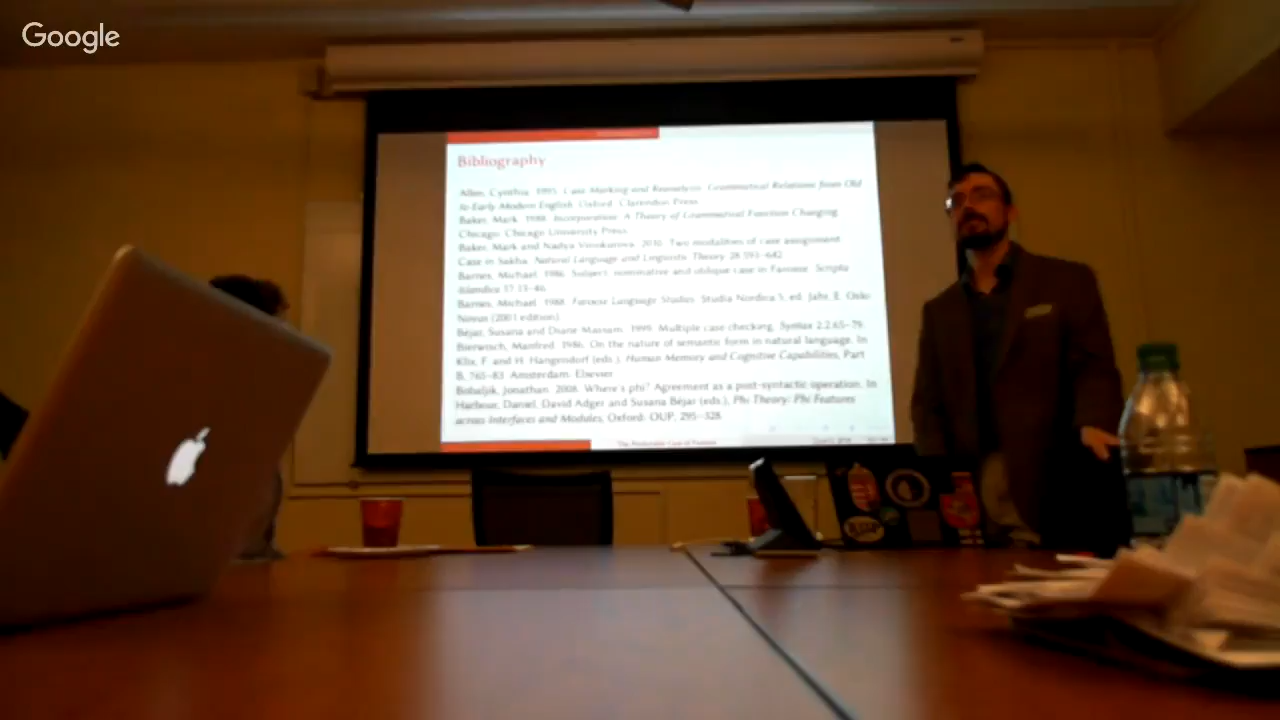 Google
Bibliography
Allen, Cynthia. 1995. Case Marking and Reanalysis: Grammatical Relations from Old
to Early Modern English. Oxford: Clarendon Press.
Baker, Mark. 1988. Incorporation: A Theory of Grammatical Function Changing.
Chicago: Chicago University Press.
Baker, Mark and Nadya Vinokurova. 2010. Two modalities of case assignment:
Case in Sakha. Natural Language and Linguistic Theory 28:593–642.
Barnes, Michael. 1986. Subject, nominative and oblique case in Faroese. Scripta
Islandica 37:13–46.
Barnes, Michael. 1988. Faroese Language Studies. Studia Nordica 5, ed. Jahr, E. Oslo:
Novus (2001 edition).
Béjar, Susana and Diane Massam. 1999. Multiple case checking. Syntax 2.2:65–79.
Bierwisch, Manfred. 1986. On the nature of semantic form in natural language. In
Klix, F. and H. Hangendorf (eds.), Human Memory and Cognitive Capabilities, Part
B, 765–83. Amsterdam: Elsevier.
Bobaljik, Jonathan. 2008. Where's phi? Agreement as a post-syntactic operation. In
Harbour, Daniel, David Adger and Susana Béjar (eds.), Phi Theory: Phi Features
across Interfaces and Modules, Oxford: OUP, 295–328.